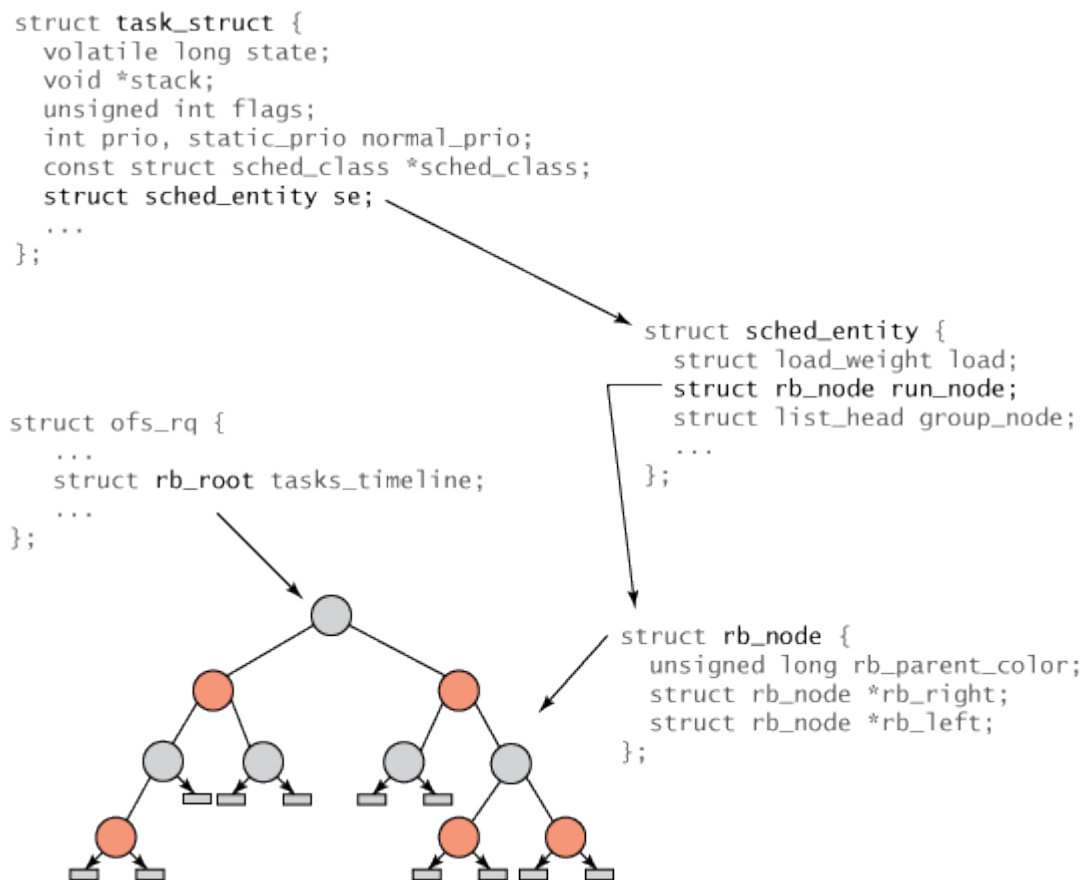 struct task_struct {
volatile long state;
void *stack;
unsigned int flags;
int prio, static_prio normal_prio;
const struct sched_class *sched_class;
struct sched_entity se;
...
};
struct sched_entity {
struct load_weight load;
struct rb_node run_node;
struct list_head group_node;
...
};
struct ofs_rq {
...
struct rb_root tasks_timeline;
...
};
struct rb_node {
unsigned long rb_parent_color;
struct rb_node *rb_right;
struct rb_node *rb_left;
};